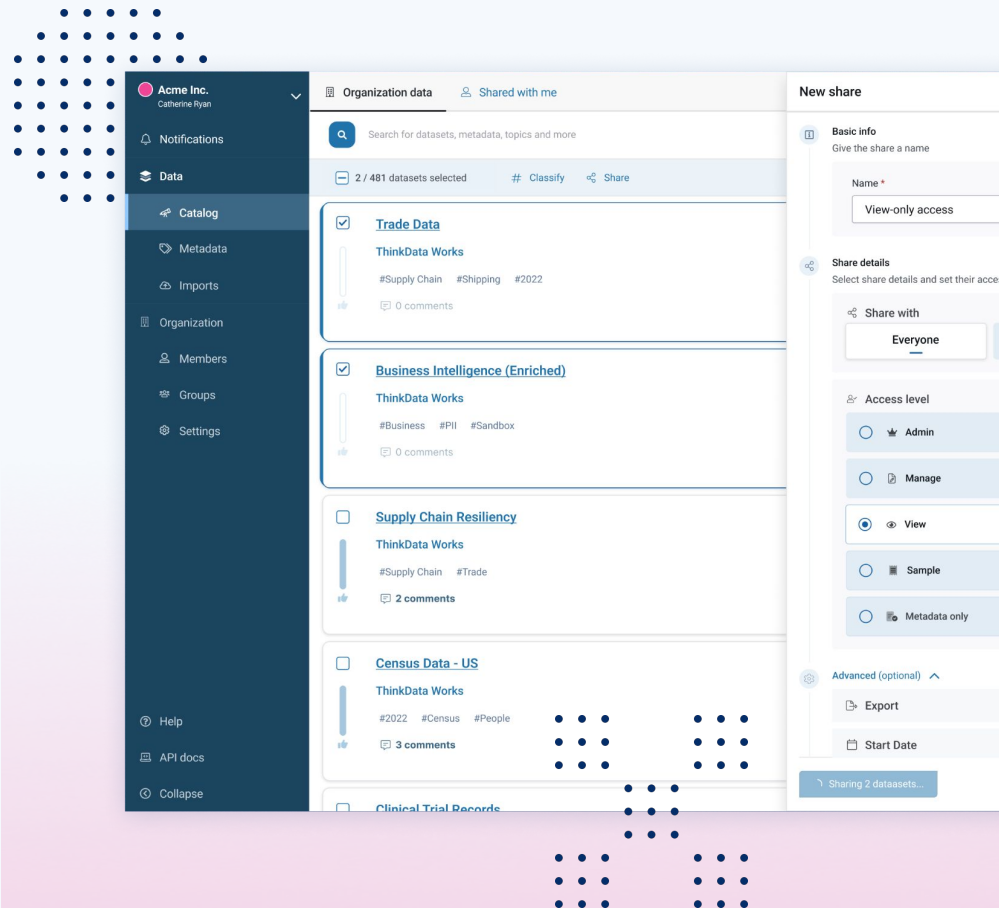 Acme Inc.
Catherine Ryan
Notifications
Data
Catalog
Metadata
Imports
Organization
Members
Groups
Settings
Help
API docs
Collapse
Organization data
Shared with me
Search for datasets, metadata, topics and more
2 / 481 datasets selected # Classify Share
Trade Data
ThinkData Works
#Supply Chain #Shipping #2022
0 comments
Business Intelligence (Enriched)
ThinkData Works
#Business #PII #Sandbox
0 comments
Supply Chain Resiliency
ThinkData Works
#Supply Chain #Trade
2 comments
Census Data - US
ThinkData Works
#2022 #Census #People
3 comments
Clinical Trial Records
New share
Basic info
Give the share a name
Name *
View-only access
Share details
Select share details and set their acce
Share with
Everyone
Access level
Admin
Manage
View
Sample
Metadata only
Advanced (optional)
Export
Start Date
Sharing 2 dataasets...